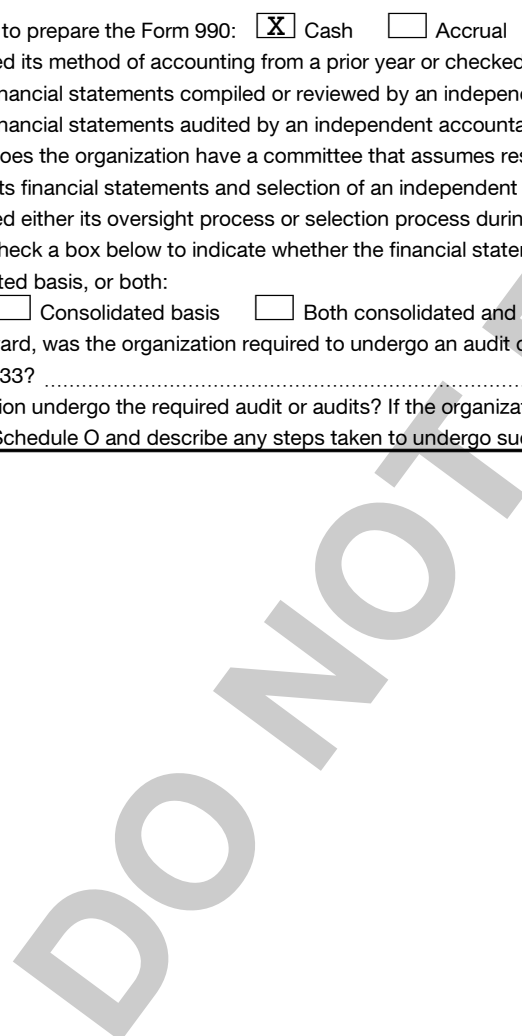 to prepare the Form 990: X Cash Accrual
ed its method of accounting from a prior year or checked
nancial statements compiled or reviewed by an independ
nancial statements audited by an independent accounta
oes the organization have a committee that assumes res
ts financial statements and selection of an independent
ed either its oversight process or selection process durin
heck a box below to indicate whether the financial stater
ted basis, or both:
Consolidated basis Both consolidated and
ard, was the organization required to undergo an audit o
33?
ion undergo the required audit or audits? If the organizat
Schedule O and describe any steps taken to undergo suc
DO NOT